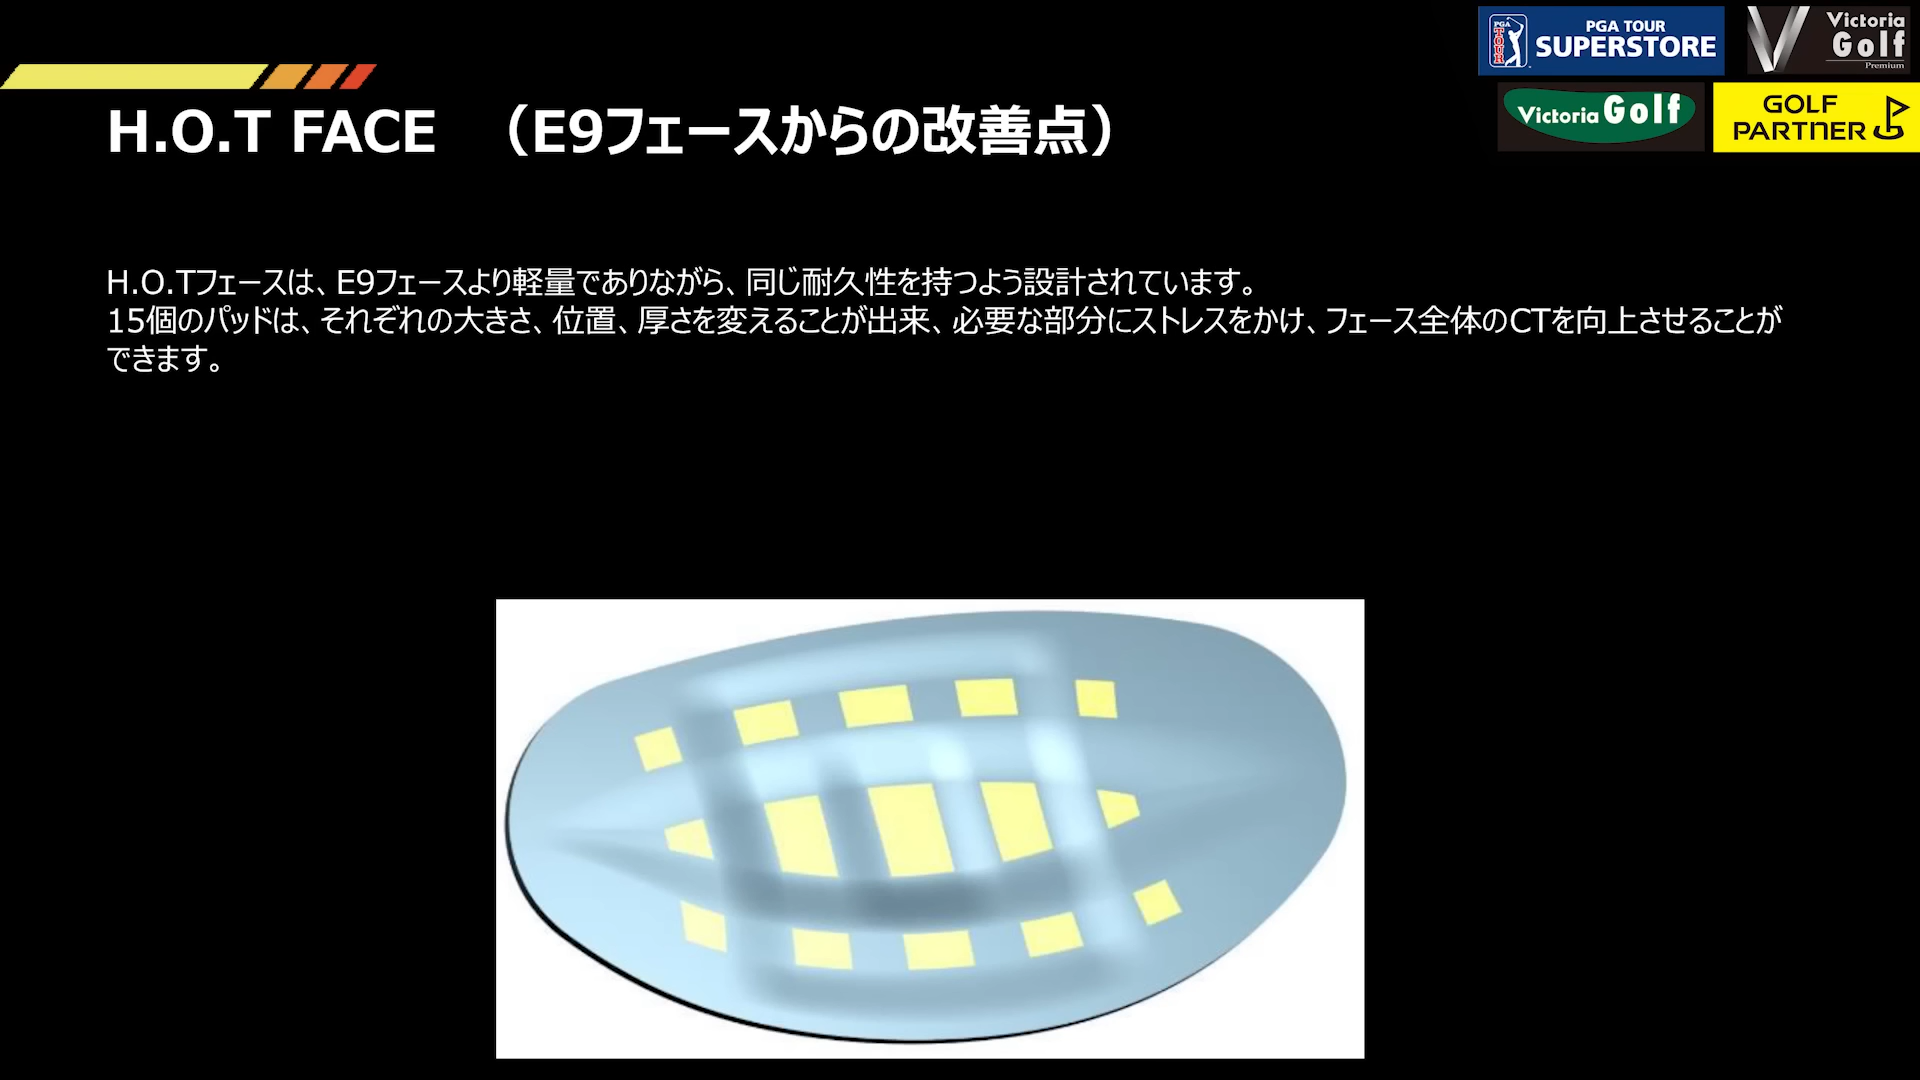 PGA TOUR
SUPERSTORE
PGA TOUR
Victoria
Golf
Premium
Victoria Golf
GOLF
PARTNER
H.O.T FACE　（E9フェースからの改善点）
H.O.Tフェースは、E9フェースより軽量でありながら、同じ耐久性を持つよう設計されています。
15個のパッドは、それぞれの大きさ、位置、厚さを変えることが出来、必要な部分にストレスをかけ、フェース全体のCTを向上させることが
できます。